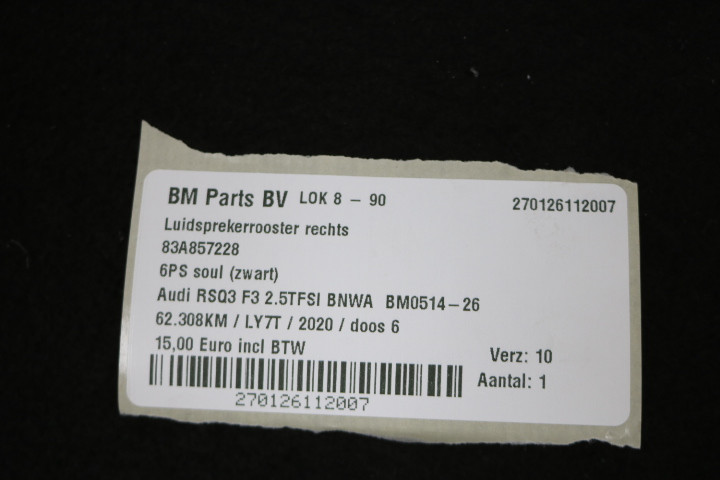 BM Parts BV LOK 8 - 90 270126112007
Luidsprekerrooster rechts
83A857228
6PS soul (zwart)
Audi RSQ3 F3 2.5TFSI BNWA BM0514-26
62.308KM / LY7T / 2020 / doos 6
15,00 Euro incl BTW
Verz: 10
Aantal: 1
270126112007